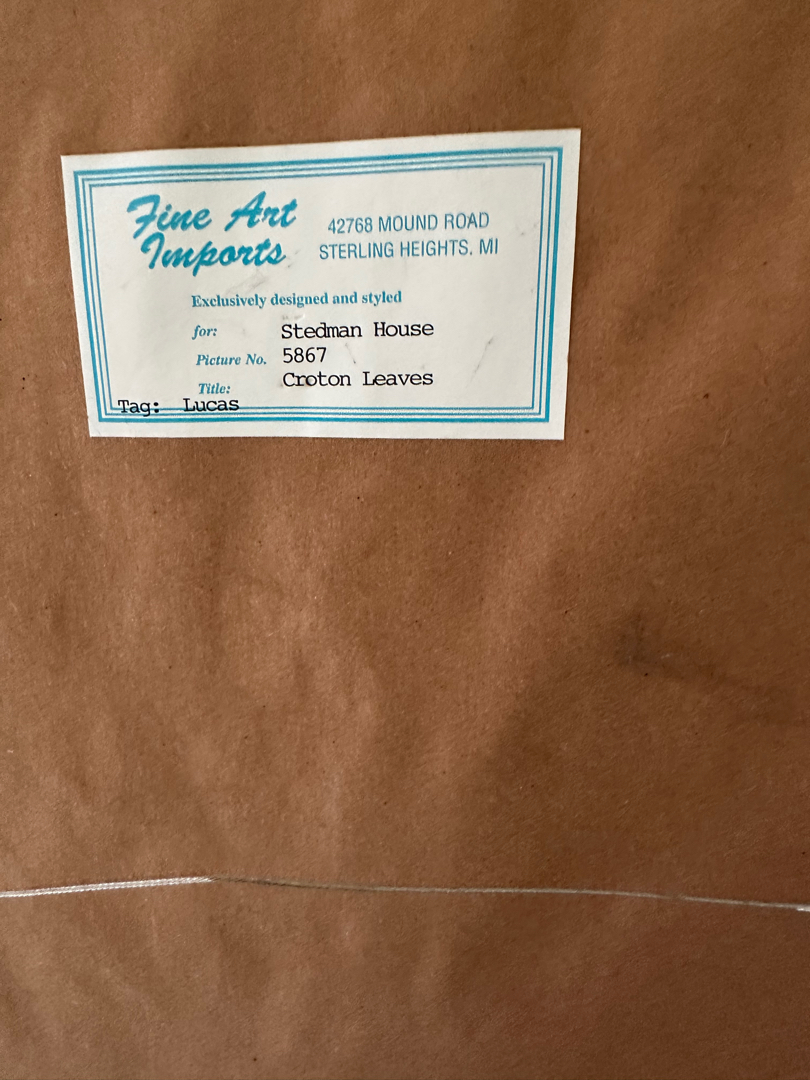 Fine Art
Imports
42768 MOUND ROAD
STERLING HEIGHTS. MI
Exclusively designed and styled
for: Stedman House
Picture No. 5867
Title: Croton Leaves
Tag: Lucas